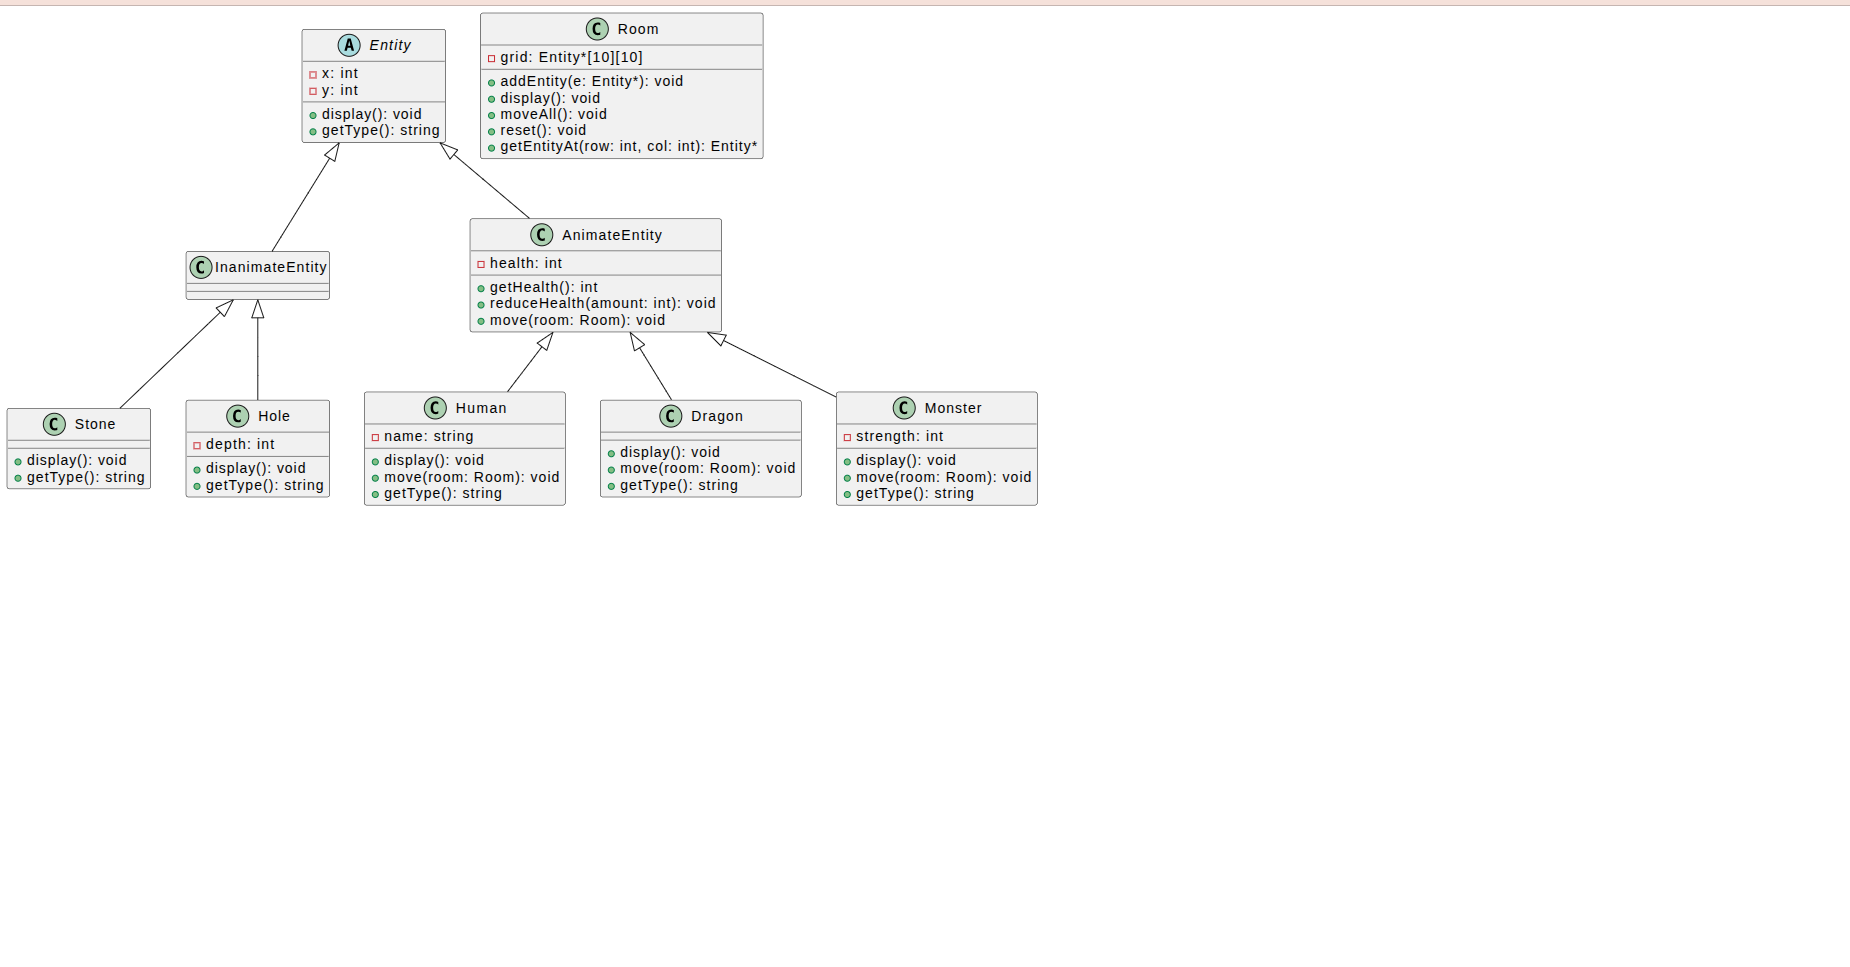 A Entity
x: int
y: int
display(): void
getType(): string
C Room
grid: Entity*[10][10]
addEntity(e: Entity*): void
display(): void
moveAll(): void
reset(): void
getEntityAt(row: int, col: int): Entity*
C InanimateEntity
C AnimateEntity
health: int
getHealth(): int
reduceHealth(amount: int): void
move(room: Room): void
C Stone
display(): void
getType(): string
C Hole
depth: int
display(): void
getType(): string
C Human
name: string
display(): void
move(room: Room): void
getType(): string
C Dragon
display(): void
move(room: Room): void
getType(): string
C Monster
strength: int
display(): void
move(room: Room): void
getType(): string